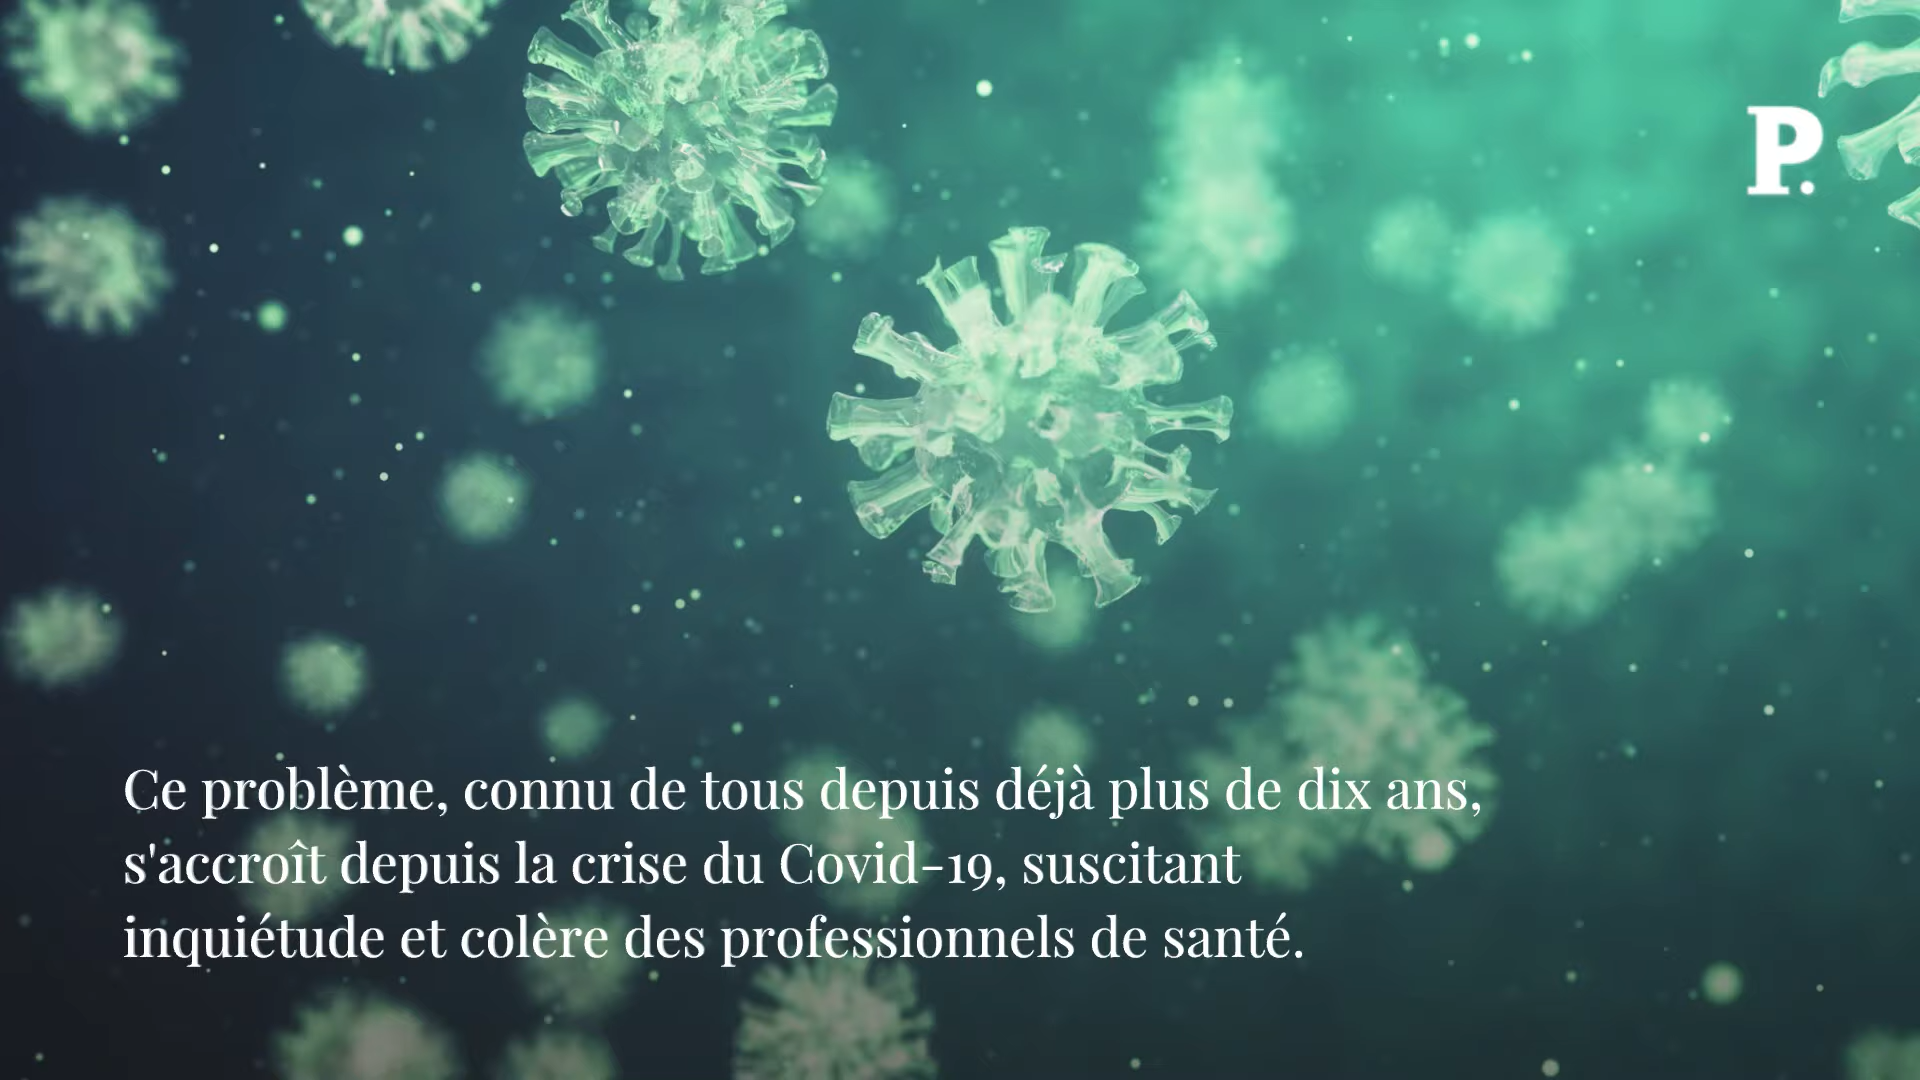 P.
Ce problème, connu de tous depuis déjà plus de dix ans,
s'accroît depuis la crise du Covid-19, suscitant
inquiétude et colère des professionnels de santé.